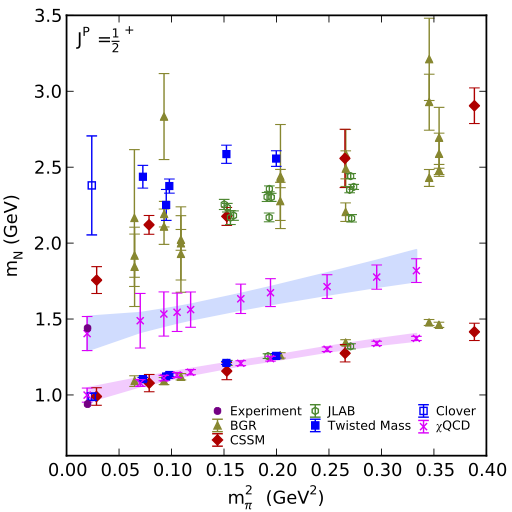 3.5
J^P = 1/2 ^+
3.0
2.5
2.0
1.5
1.0
m_N (GeV)
Experiment
BGR
CSSM
JLAB
Twisted Mass
Clover
χQCD
0.00 0.05 0.10 0.15 0.20 0.25 0.30 0.35 0.40
m_π^2 (GeV^2)